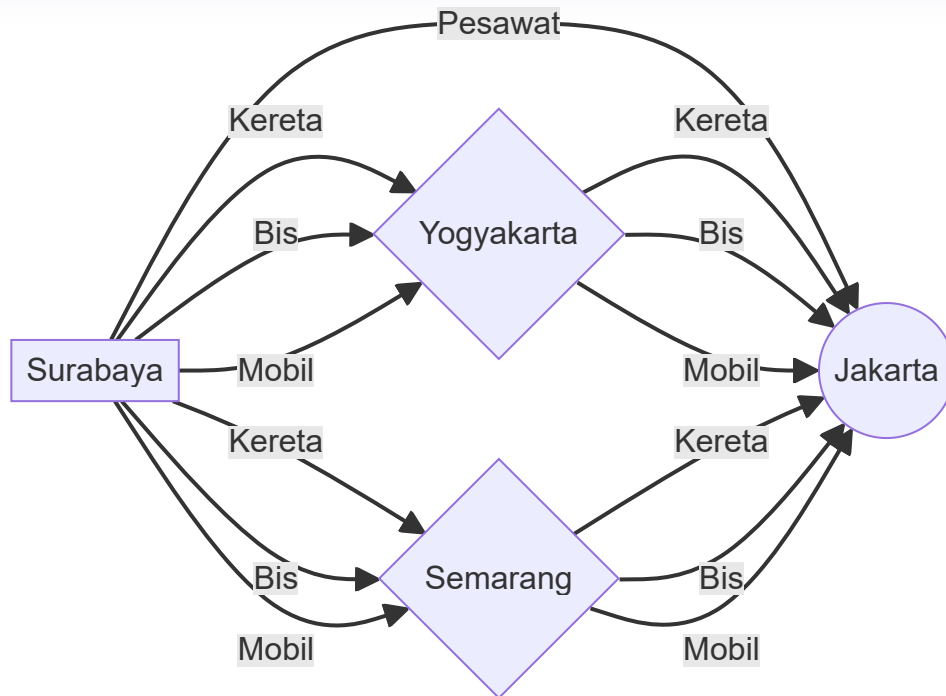 Pesawat
Kereta
Kereta
Bis
Yogyakarta
Bis
Surabaya
Mobil
Mobil
Jakarta
Kereta
Kereta
Bis
Semarang
Bis
Mobil
Mobil